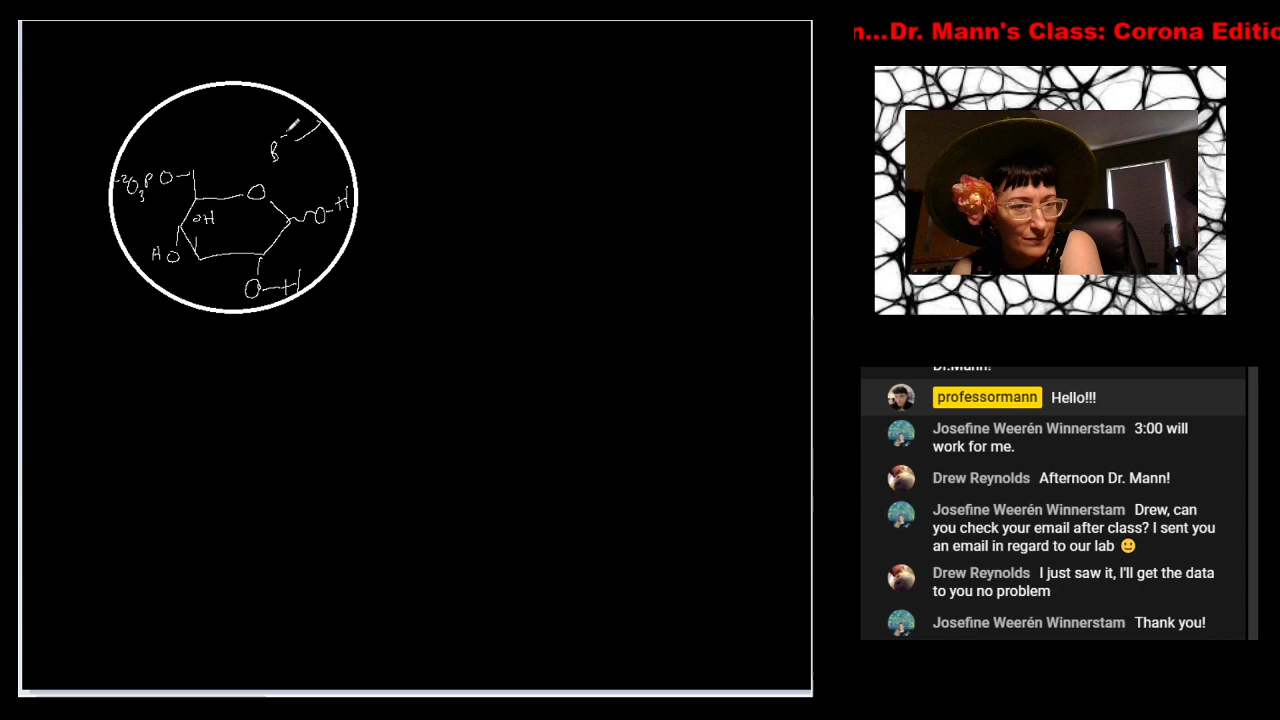 n...Dr. Mann's Class: Corona Editio
B
-2O3P O
O
OH
O-H
HO
O-H
Dr.Mann!
professormann Hello!!!
Josefine Weerén Winnerstam 3:00 will
work for me.
Drew Reynolds Afternoon Dr. Mann!
Josefine Weerén Winnerstam Drew, can
you check your email after class? I sent you
an email in regard to our lab 🙂
Drew Reynolds I just saw it, I'll get the data
to you no problem
Josefine Weerén Winnerstam Thank you!